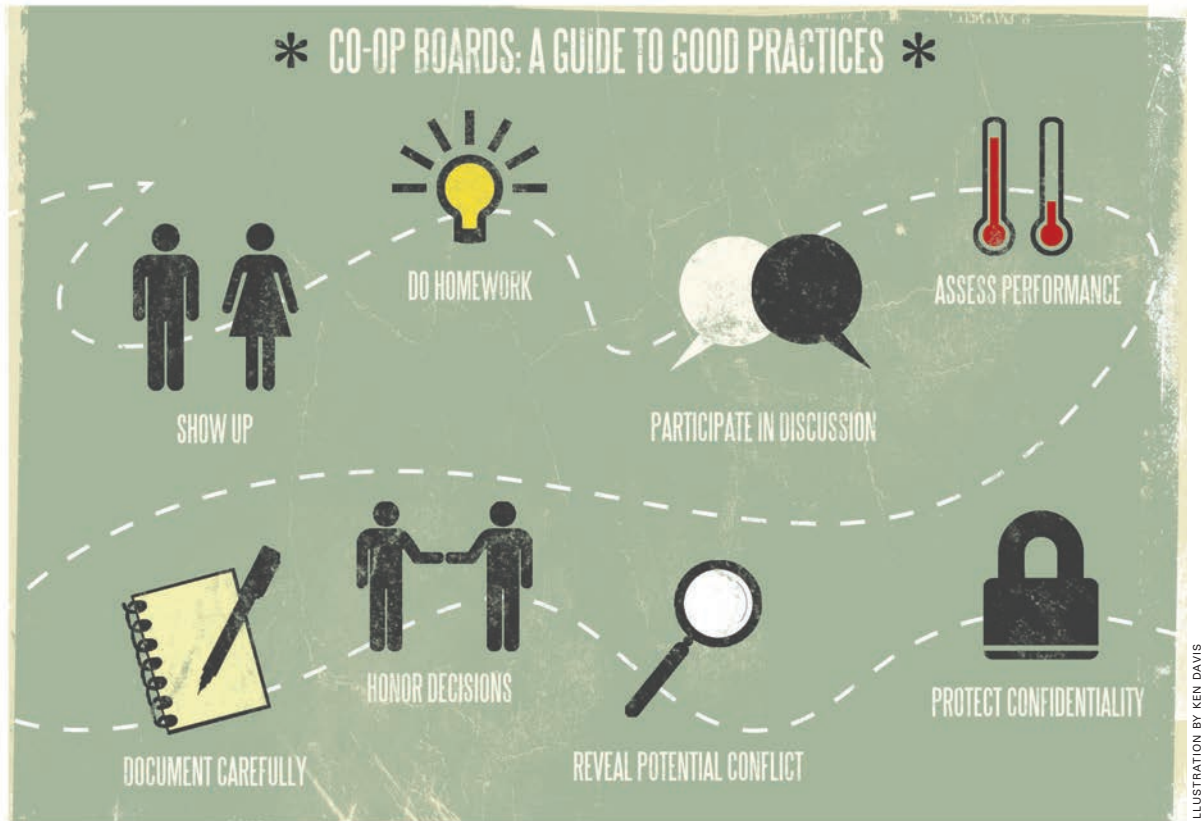 * CO-OP BOARDS: A GUIDE TO GOOD PRACTICES *
SHOW UP
DO HOMEWORK
PARTICIPATE IN DISCUSSION
ASSESS PERFORMANCE
DOCUMENT CAREFULLY
HONOR DECISIONS
REVEAL POTENTIAL CONFLICT
PROTECT CONFIDENTIALITY
ILLUSTRATION BY KEN DAVIS